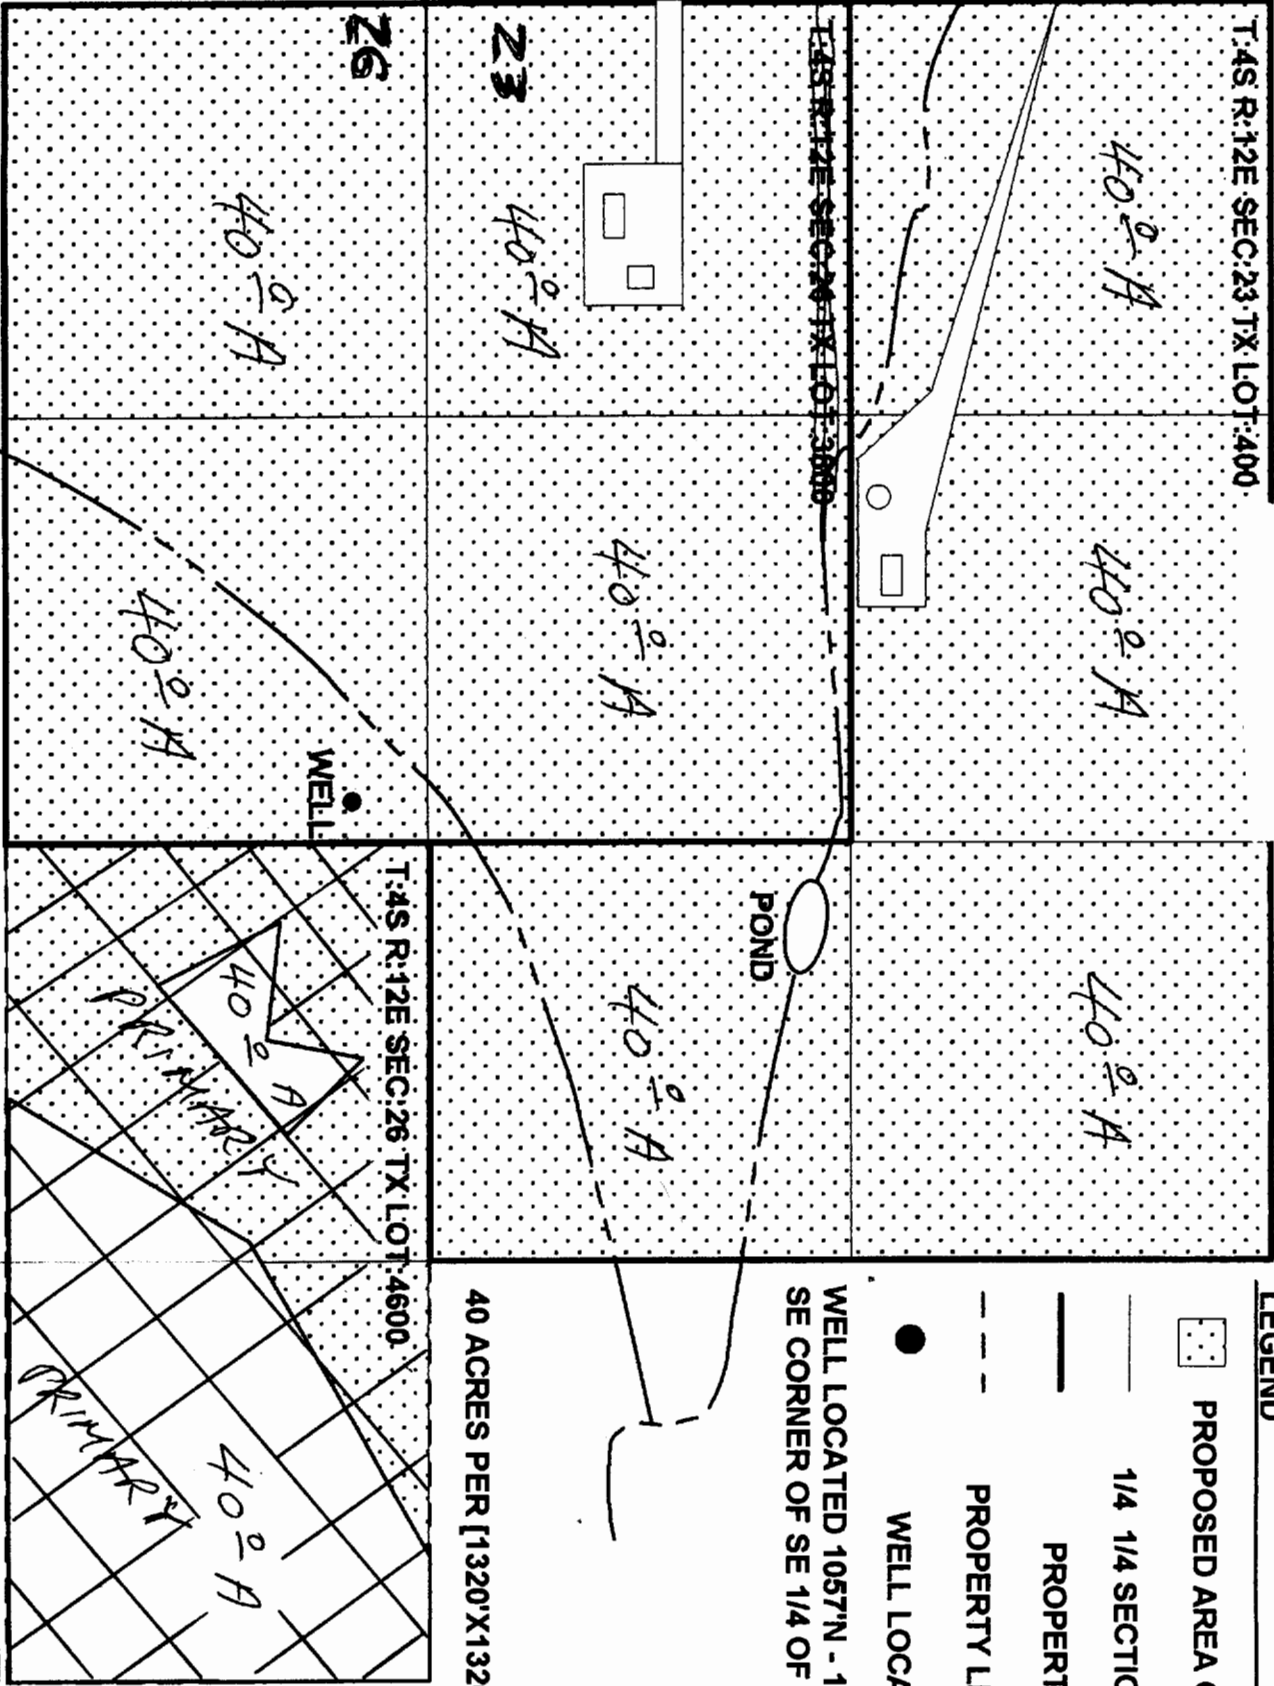 T:4S R:12E SEC:23 TX LOT:400
40 º A
40 º A
40 º A
T:4S R:12E SEC:26 TX LOT:3600
23
40 º A
40 º A
POND
40 º A
26
40 º A
40 º A
WELL
T:4S R:12E SEC:26 TX LOT:4600
40 º A
PRIMARY
40 º A
PRIMARY
LEGEND
PROPOSED AREA
1/4 1/4 SECTIO
PROPERT
PROPERTY LI
WELL LOCA
WELL LOCATED 1057'N - 1
SE CORNER OF SE 1/4 OF
40 ACRES PER [1320'X132